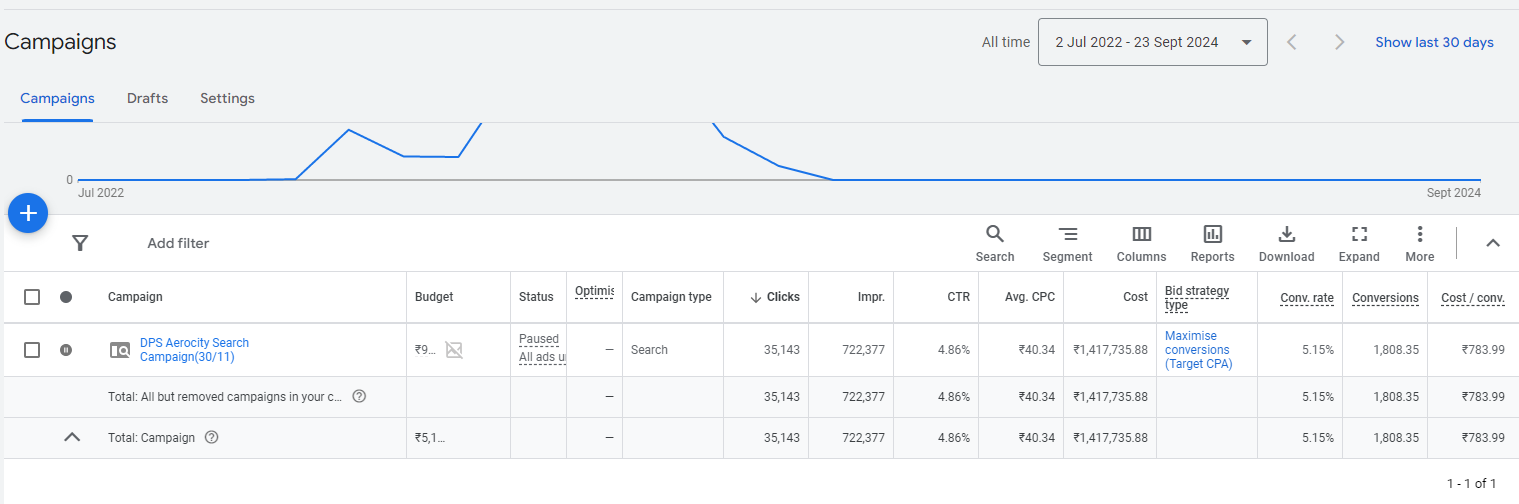 Campaigns
All time 2 Jul 2022 - 23 Sept 2024 Show last 30 days
Campaigns Drafts Settings
0
Jul 2022 Sept 2024
Add filter
Search Segment Columns Reports Download Expand More
Campaign Budget Status Optimis Campaign type Clicks Impr. CTR Avg. CPC Cost Bid strategy type Conv. rate Conversions Cost / conv.
DPS Aerocity Search Campaign(30/11) ₹9... Paused All ads u — Search 35,143 722,377 4.86% ₹40.34 ₹1,417,735.88 Maximise conversions (Target CPA) 5.15% 1,808.35 ₹783.99
Total: All but removed campaigns in your c... — 35,143 722,377 4.86% ₹40.34 ₹1,417,735.88 5.15% 1,808.35 ₹783.99
Total: Campaign ₹5,1... — 35,143 722,377 4.86% ₹40.34 ₹1,417,735.88 5.15% 1,808.35 ₹783.99
1 - 1 of 1